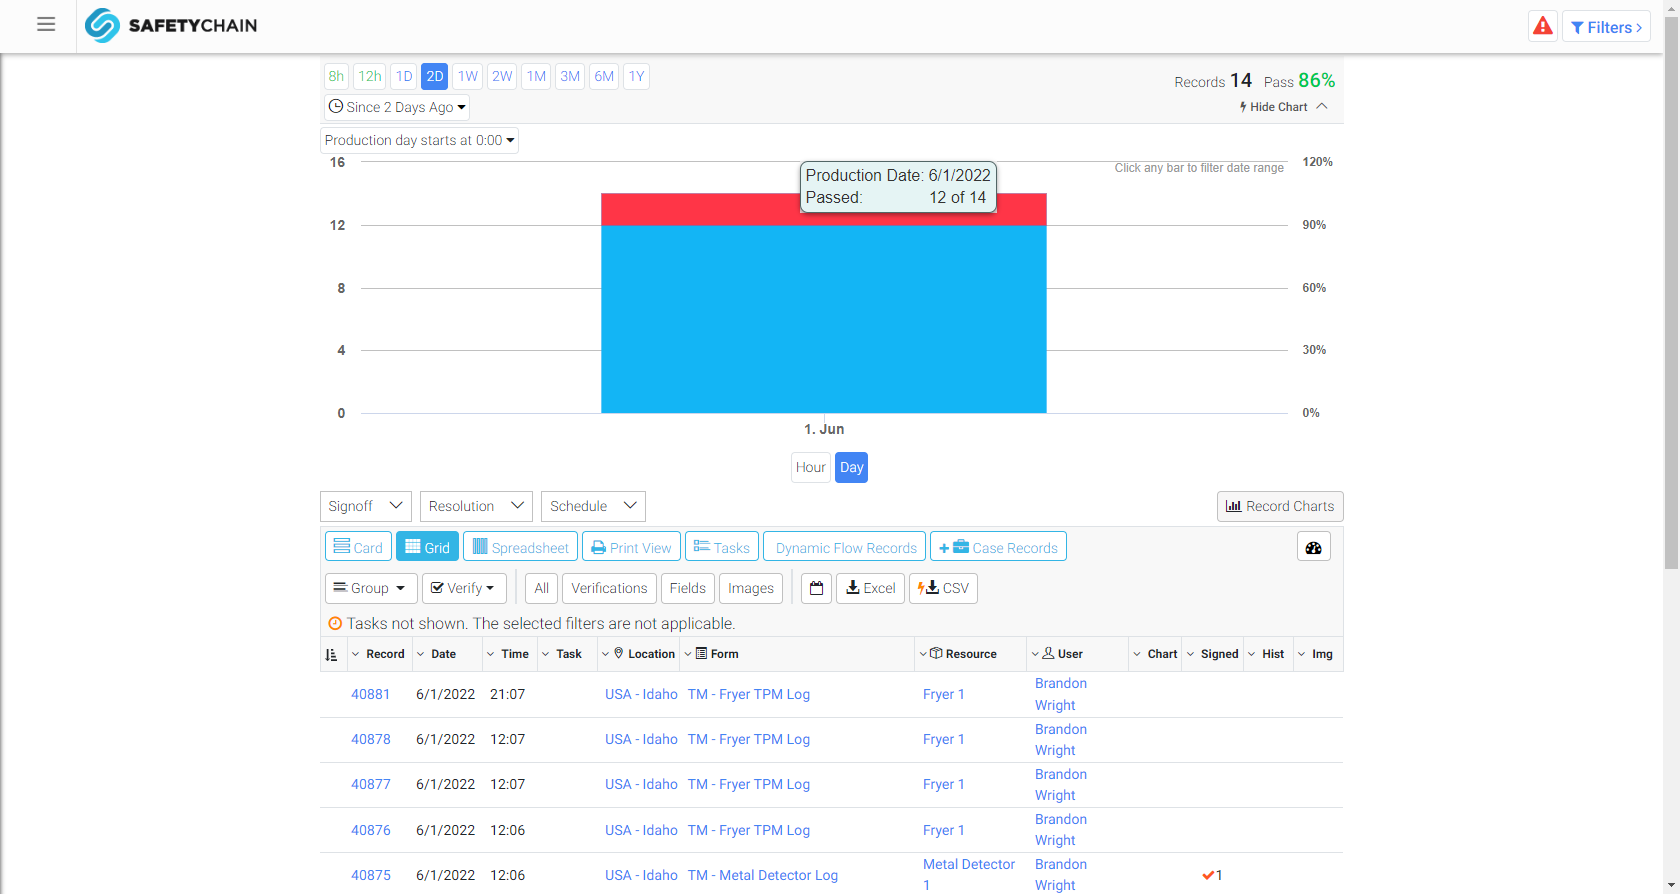 SAFETYCHAIN
Filters
8h 12h 1D 2D 1W 2W 1M 3M 6M 1Y
Records 14 Pass 86%
Since 2 Days Ago
Hide Chart
Production day starts at 0:00
16 120%
Click any bar to filter date range
Production Date: 6/1/2022
Passed: 12 of 14
12 90%
8 60%
4 30%
0 0%
1. Jun
Hour Day
Signoff Resolution Schedule Record Charts
Card Grid Spreadsheet Print View Tasks Dynamic Flow Records + Case Records
Group Verify All Verifications Fields Images Excel CSV
Tasks not shown. The selected filters are not applicable.
Record Date Time Task Location Form Resource User Chart Signed Hist Img
40881 6/1/2022 21:07 USA - Idaho TM - Fryer TPM Log Fryer 1 Brandon
Wright
40878 6/1/2022 12:07 USA - Idaho TM - Fryer TPM Log Fryer 1 Brandon
Wright
40877 6/1/2022 12:07 USA - Idaho TM - Fryer TPM Log Fryer 1 Brandon
Wright
40876 6/1/2022 12:06 USA - Idaho TM - Fryer TPM Log Fryer 1 Brandon
Wright
40875 6/1/2022 12:06 USA - Idaho TM - Metal Detector Log Metal Detector Brandon 1
1 Wright